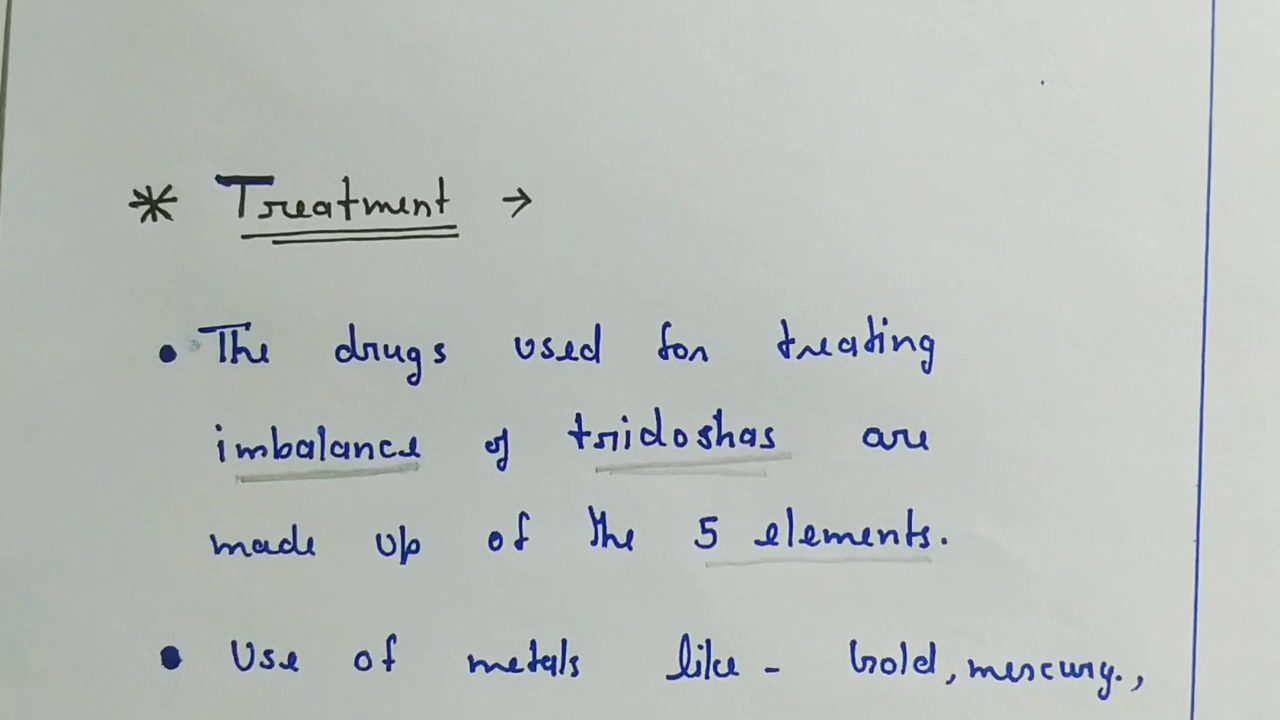 * Treatment →
• The drugs used for treating
imbalance of tridoshas are
made up of the 5 elements.
• Use of metals like - Gold, mercury.,